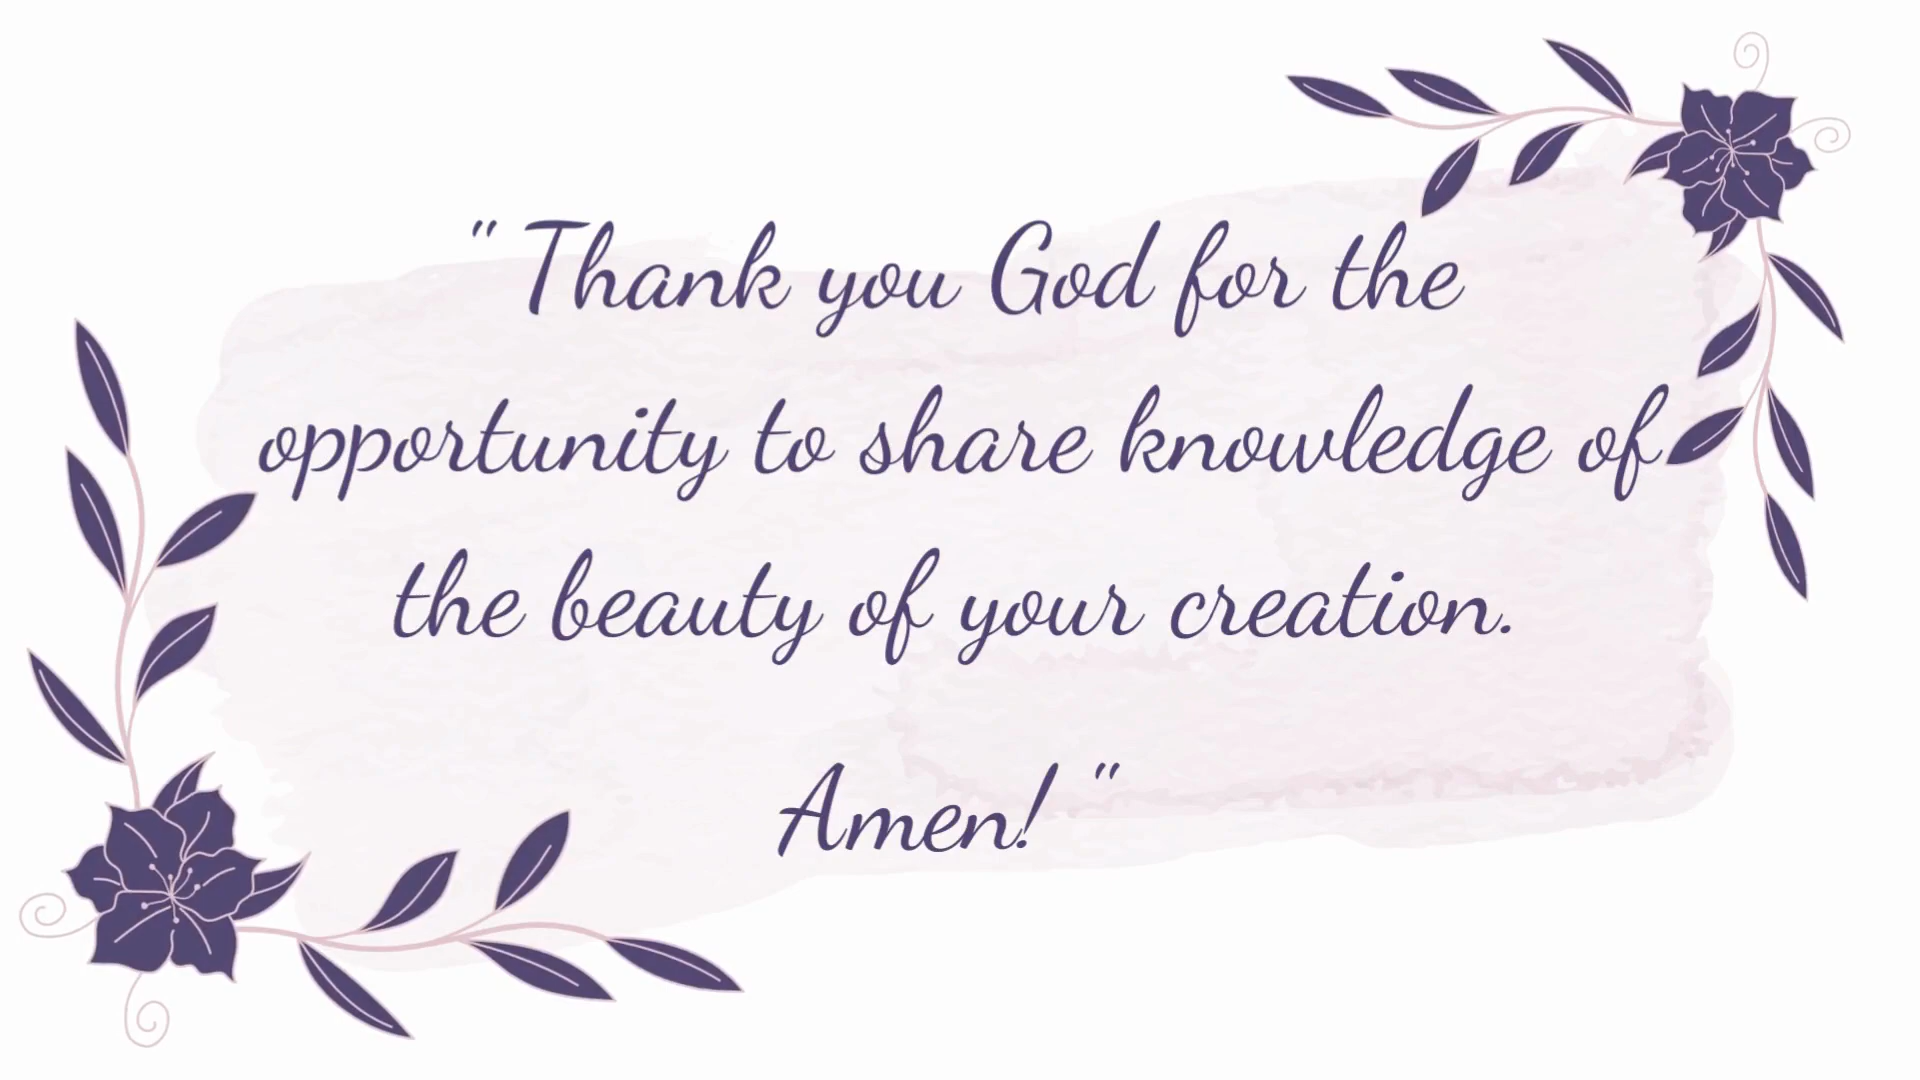 " Thank you God for the
opportunity to share knowledge of
the beauty of your creation.
Amen! "